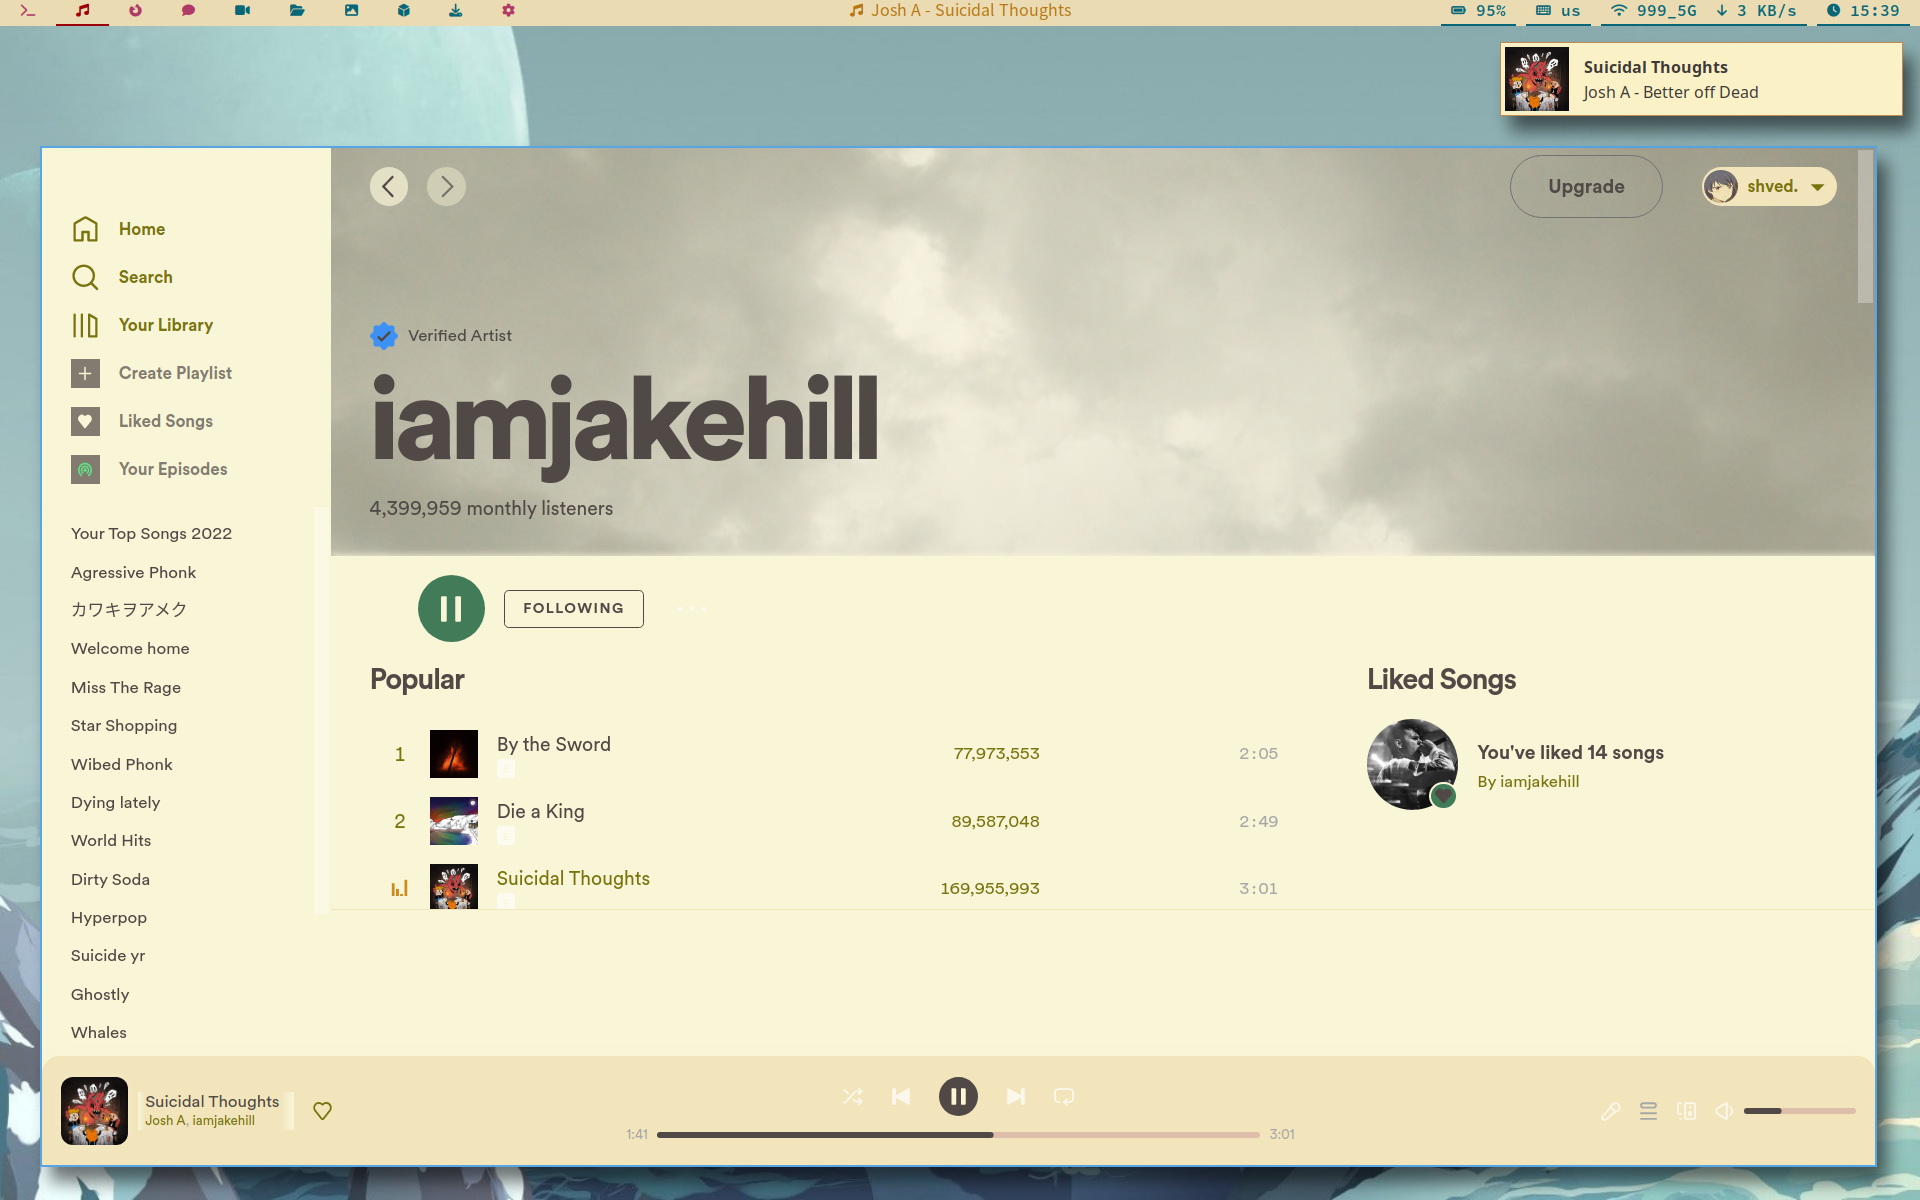 Josh A - Suicidal Thoughts
95%
us
999_5G
3 KB/s
15:39
Suicidal Thoughts
Josh A - Better off Dead
Home
Search
Your Library
Create Playlist
Liked Songs
Your Episodes
Your Top Songs 2022
Agressive Phonk
カワキヲアメク
Welcome home
Miss The Rage
Star Shopping
Wibed Phonk
Dying lately
World Hits
Dirty Soda
Hyperpop
Suicide yr
Ghostly
Whales
Upgrade
shved.
Verified Artist
iamjakehill
4,399,959 monthly listeners
FOLLOWING
Popular
1 By the Sword 77,973,553 2:05
2 Die a King 89,587,048 2:49
Suicidal Thoughts 169,955,993 3:01
Liked Songs
You've liked 14 songs
By iamjakehill
Suicidal Thoughts
Josh A, iamjakehill
1:41
3:01